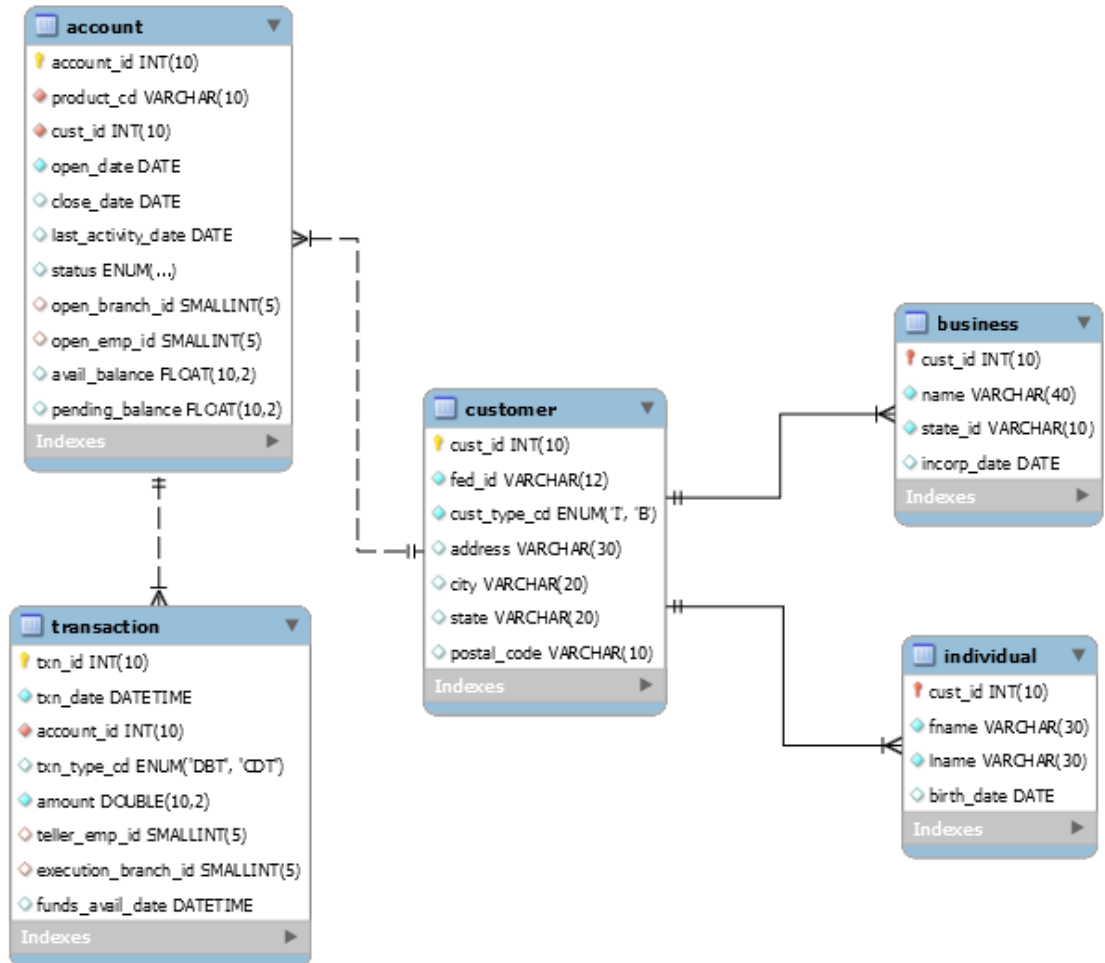 account
account_id INT(10)
product_cd VARCHAR(10)
cust_id INT(10)
open_date DATE
close_date DATE
last_activity_date DATE
status ENUM(...)
open_branch_id SMALLINT(5)
open_emp_id SMALLINT(5)
avail_balance FLOAT(10,2)
pending_balance FLOAT(10,2)
Indexes
transaction
txn_id INT(10)
txn_date DATETIME
account_id INT(10)
txn_type_cd ENUM('DBT', 'CDT')
amount DOUBLE(10,2)
teller_emp_id SMALLINT(5)
execution_branch_id SMALLINT(5)
funds_avail_date DATETIME
Indexes
customer
cust_id INT(10)
fed_id VARCHAR(12)
cust_type_cd ENUM('I', 'B')
address VARCHAR(30)
city VARCHAR(20)
state VARCHAR(20)
postal_code VARCHAR(10)
Indexes
business
cust_id INT(10)
name VARCHAR(40)
state_id VARCHAR(10)
incorp_date DATE
Indexes
individual
cust_id INT(10)
fname VARCHAR(30)
lname VARCHAR(30)
birth_date DATE
Indexes